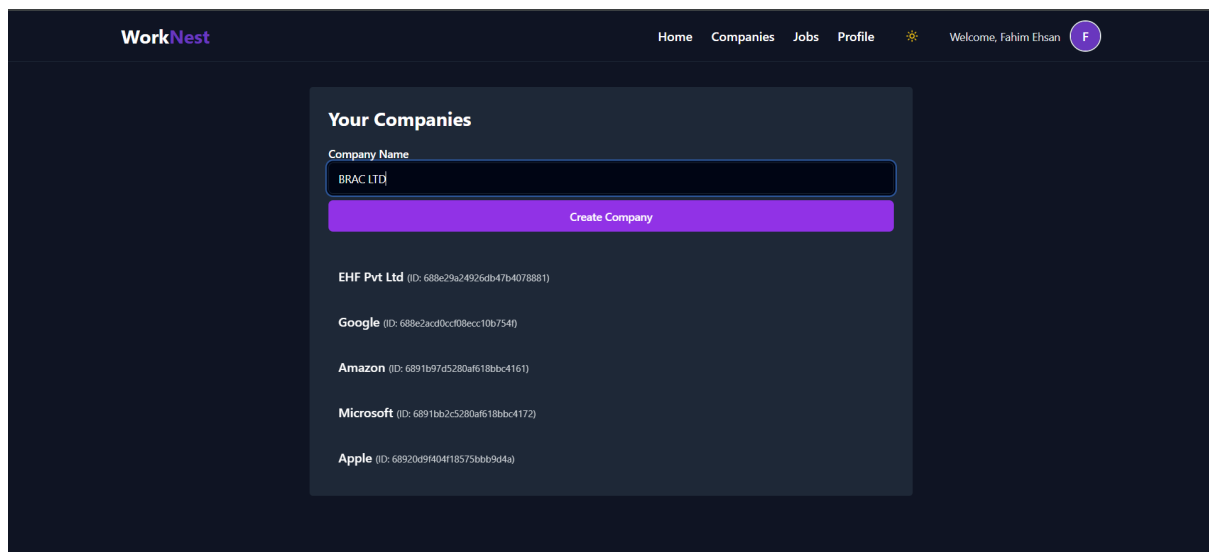 WorkNest
Home Companies Jobs Profile Welcome, Fahim Ehsan F
Your Companies
Company Name
BRAC LTD
Create Company
EHF Pvt Ltd (ID: 688e29a24926db47b4078881)
Google (ID: 688e2acd0ccf08ecc10b754f)
Amazon (ID: 6891b97d5280af618bbc4161)
Microsoft (ID: 6891bb2c5280af618bbc4172)
Apple (ID: 68920d9f404f18575bbb9d4a)